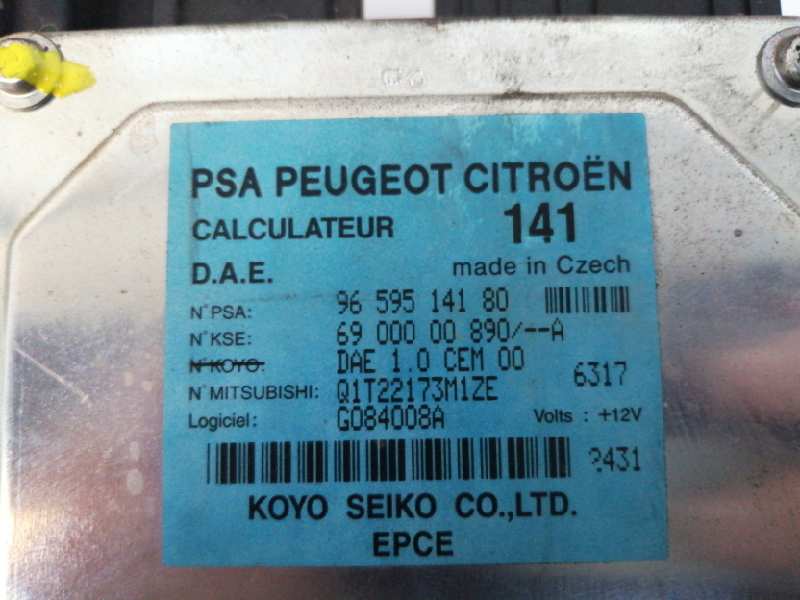 PSA PEUGEOT CITROËN
CALCULATEUR 141
D.A.E. made in Czech
N°PSA: 96 595 141 80
N°KSE: 69 000 00 890/--A
N°KOYO: DAE 1.0 CEM 00
6317
N°MITSUBISHI: Q1T22173M1ZE
Logiciel: G084008A Volts : +12V
2431
KOYO SEIKO CO.,LTD.
EPCE